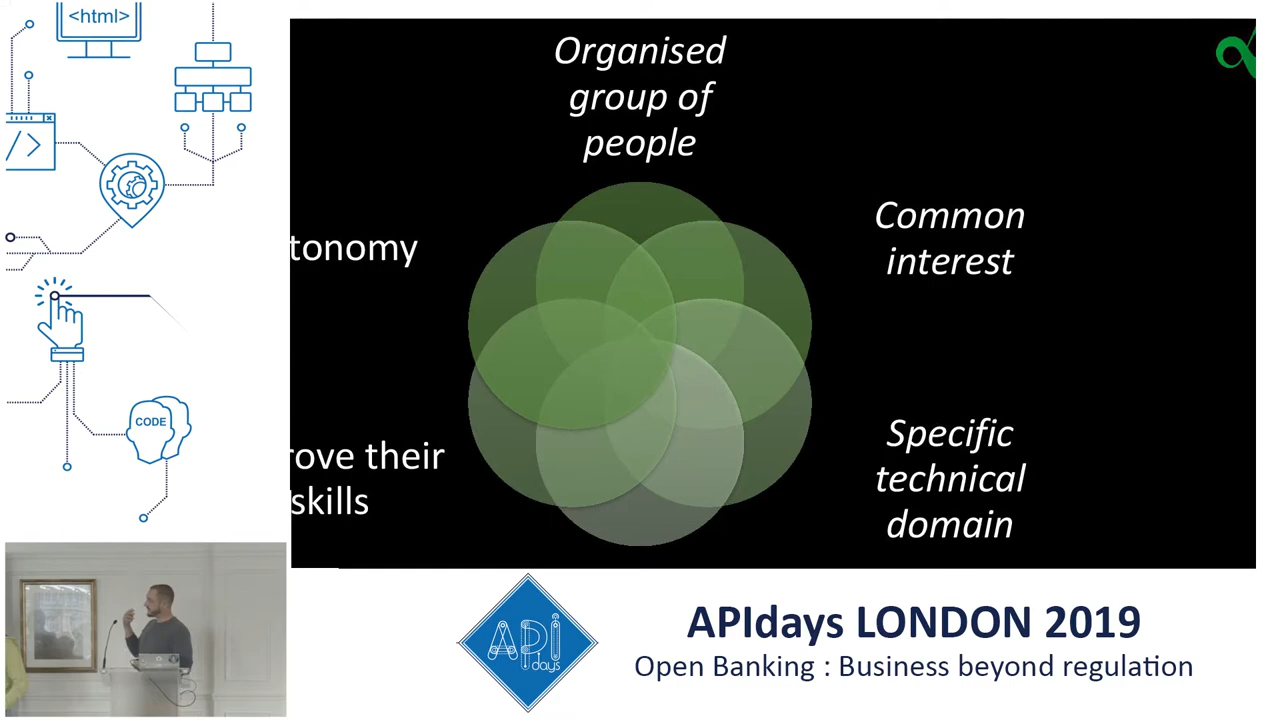 <html>
Organised
group of
people
Common
interest
tonomy
</>
CODE
Specific
technical
domain
rove their
skills
API
days
APIdays LONDON 2019
Open Banking : Business beyond regulation